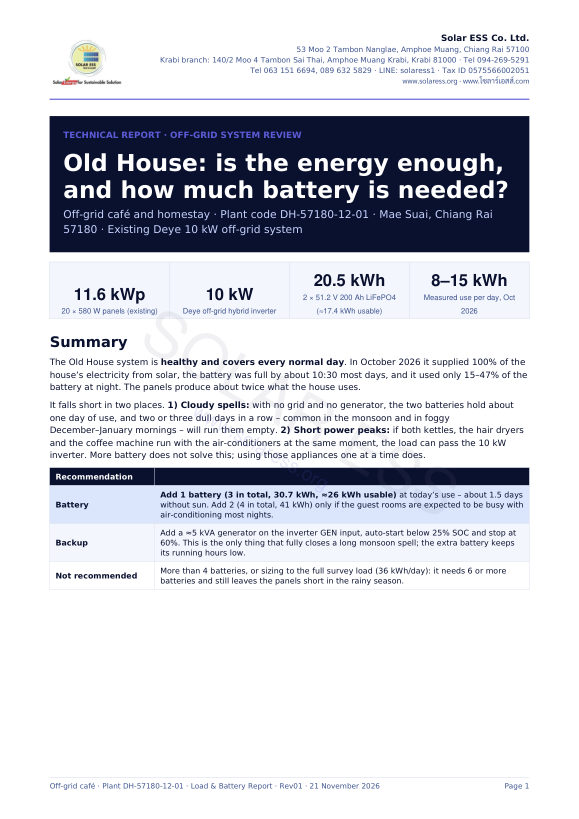 SOLAR ESS
Solar Energy for Sustainable Solution
Solar ESS Co. Ltd.
53 Moo 2 Tambon Nanglae, Amphoe Muang, Chiang Rai 57100
Krabi branch: 140/2 Moo 4 Tambon Sai Thai, Amphoe Muang Krabi, Krabi 81000 · Tel 094-269-5291
Tel 063 151 6694, 089 632 5829 · LINE: solaress1 · Tax ID 0575566002051
www.solaress.org · www.โซลาร์เอสส์.com
TECHNICAL REPORT · OFF-GRID SYSTEM REVIEW
Old House: is the energy enough,
and how much battery is needed?
Off-grid café and homestay · Plant code DH-57180-12-01 · Mae Suai, Chiang Rai
57180 · Existing Deye 10 kW off-grid system
11.6 kWp
20 × 580 W panels (existing)
10 kW
Deye off-grid hybrid inverter
20.5 kWh
2 × 51.2 V 200 Ah LiFePO4
(≈17.4 kWh usable)
8–15 kWh
Measured use per day, Oct
2026
Summary
The Old House system is healthy and covers every normal day. In October 2026 it supplied 100% of the
house’s electricity from solar, the battery was full by about 10:30 most days, and it used only 15–47% of the
battery at night. The panels produce about twice what the house uses.
It falls short in two places. 1) Cloudy spells: with no grid and no generator, the two batteries hold about
one day of use, and two or three dull days in a row – common in the monsoon and in foggy
December–January mornings – will run them empty. 2) Short power peaks: if both kettles, the hair dryers
and the coffee machine run with the air-conditioners at the same moment, the load can pass the 10 kW
inverter. More battery does not solve this; using those appliances one at a time does.
Recommendation
Battery
Add 1 battery (3 in total, 30.7 kWh, ≈26 kWh usable) at today’s use – about 1.5 days
without sun. Add 2 (4 in total, 41 kWh) only if the guest rooms are expected to be busy with
air-conditioning most nights.
Backup
Add a ≈5 kVA generator on the inverter GEN input, auto-start below 25% SOC and stop at
60%. This is the only thing that fully closes a long monsoon spell; the extra battery keeps
its running hours low.
Not recommended
More than 4 batteries, or sizing to the full survey load (36 kWh/day): it needs 6 or more
batteries and still leaves the panels short in the rainy season.
Off-grid café · Plant DH-57180-12-01 · Load & Battery Report · Rev01 · 21 November 2026
Page 1